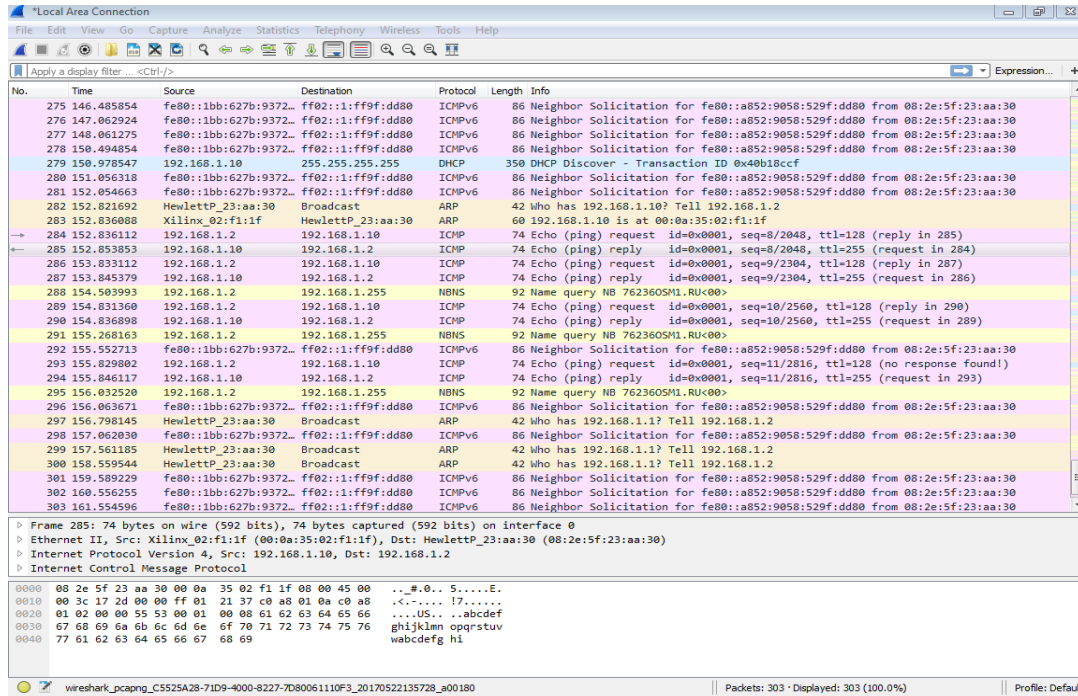 *Local Area Connection
File Edit View Go Capture Analyze Statistics Telephony Wireless Tools Help
Apply a display filter ... <Ctrl-/> Expression... +
No. Time Source Destination Protocol Length Info
275 146.485854 fe80::1bb:627b:9372… ff02::1:ff9f:dd80 ICMPv6 86 Neighbor Solicitation for fe80::a852:9058:529f:dd80 from 08:2e:5f:23:aa:30
276 147.062924 fe80::1bb:627b:9372… ff02::1:ff9f:dd80 ICMPv6 86 Neighbor Solicitation for fe80::a852:9058:529f:dd80 from 08:2e:5f:23:aa:30
277 148.061275 fe80::1bb:627b:9372… ff02::1:ff9f:dd80 ICMPv6 86 Neighbor Solicitation for fe80::a852:9058:529f:dd80 from 08:2e:5f:23:aa:30
278 150.494854 fe80::1bb:627b:9372… ff02::1:ff9f:dd80 ICMPv6 86 Neighbor Solicitation for fe80::a852:9058:529f:dd80 from 08:2e:5f:23:aa:30
279 150.978547 192.168.1.10 255.255.255.255 DHCP 350 DHCP Discover - Transaction ID 0x40b18ccf
280 151.056318 fe80::1bb:627b:9372… ff02::1:ff9f:dd80 ICMPv6 86 Neighbor Solicitation for fe80::a852:9058:529f:dd80 from 08:2e:5f:23:aa:30
281 152.054663 fe80::1bb:627b:9372… ff02::1:ff9f:dd80 ICMPv6 86 Neighbor Solicitation for fe80::a852:9058:529f:dd80 from 08:2e:5f:23:aa:30
282 152.821692 HewlettP_23:aa:30 Broadcast ARP 42 Who has 192.168.1.10? Tell 192.168.1.2
283 152.836088 Xilinx_02:f1:1f HewlettP_23:aa:30 ARP 60 192.168.1.10 is at 00:0a:35:02:f1:1f
284 152.836112 192.168.1.2 192.168.1.10 ICMP 74 Echo (ping) request id=0x0001, seq=8/2048, ttl=128 (reply in 285)
285 152.853853 192.168.1.10 192.168.1.2 ICMP 74 Echo (ping) reply id=0x0001, seq=8/2048, ttl=255 (request in 284)
286 153.833112 192.168.1.2 192.168.1.10 ICMP 74 Echo (ping) request id=0x0001, seq=9/2304, ttl=128 (reply in 287)
287 153.845379 192.168.1.10 192.168.1.2 ICMP 74 Echo (ping) reply id=0x0001, seq=9/2304, ttl=255 (request in 286)
288 154.503993 192.168.1.2 192.168.1.255 NBNS 92 Name query NB 76236OSM1.RU<00>
289 154.831360 192.168.1.2 192.168.1.10 ICMP 74 Echo (ping) request id=0x0001, seq=10/2560, ttl=128 (reply in 290)
290 154.836898 192.168.1.10 192.168.1.2 ICMP 74 Echo (ping) reply id=0x0001, seq=10/2560, ttl=255 (request in 289)
291 155.268163 192.168.1.2 192.168.1.255 NBNS 92 Name query NB 76236OSM1.RU<00>
292 155.552713 fe80::1bb:627b:9372… ff02::1:ff9f:dd80 ICMPv6 86 Neighbor Solicitation for fe80::a852:9058:529f:dd80 from 08:2e:5f:23:aa:30
293 155.829802 192.168.1.2 192.168.1.10 ICMP 74 Echo (ping) request id=0x0001, seq=11/2816, ttl=128 (no response found!)
294 155.846117 192.168.1.10 192.168.1.2 ICMP 74 Echo (ping) reply id=0x0001, seq=11/2816, ttl=255 (request in 293)
295 156.032520 192.168.1.2 192.168.1.255 NBNS 92 Name query NB 76236OSM1.RU<00>
296 156.063671 fe80::1bb:627b:9372… ff02::1:ff9f:dd80 ICMPv6 86 Neighbor Solicitation for fe80::a852:9058:529f:dd80 from 08:2e:5f:23:aa:30
297 156.798145 HewlettP_23:aa:30 Broadcast ARP 42 Who has 192.168.1.1? Tell 192.168.1.2
298 157.062030 fe80::1bb:627b:9372… ff02::1:ff9f:dd80 ICMPv6 86 Neighbor Solicitation for fe80::a852:9058:529f:dd80 from 08:2e:5f:23:aa:30
299 157.561185 HewlettP_23:aa:30 Broadcast ARP 42 Who has 192.168.1.1? Tell 192.168.1.2
300 158.559544 HewlettP_23:aa:30 Broadcast ARP 42 Who has 192.168.1.1? Tell 192.168.1.2
301 159.589229 fe80::1bb:627b:9372… ff02::1:ff9f:dd80 ICMPv6 86 Neighbor Solicitation for fe80::a852:9058:529f:dd80 from 08:2e:5f:23:aa:30
302 160.556255 fe80::1bb:627b:9372… ff02::1:ff9f:dd80 ICMPv6 86 Neighbor Solicitation for fe80::a852:9058:529f:dd80 from 08:2e:5f:23:aa:30
303 161.554596 fe80::1bb:627b:9372… ff02::1:ff9f:dd80 ICMPv6 86 Neighbor Solicitation for fe80::a852:9058:529f:dd80 from 08:2e:5f:23:aa:30
Frame 285: 74 bytes on wire (592 bits), 74 bytes captured (592 bits) on interface 0
Ethernet II, Src: Xilinx_02:f1:1f (00:0a:35:02:f1:1f), Dst: HewlettP_23:aa:30 (08:2e:5f:23:aa:30)
Internet Protocol Version 4, Src: 192.168.1.10, Dst: 192.168.1.2
Internet Control Message Protocol
0000 08 2e 5f 23 aa 30 00 0a 35 02 f1 1f 08 00 45 00 .._#.0.. 5.....E.
0010 00 3c 17 2d 00 00 ff 01 21 37 c0 a8 01 0a c0 a8 .<.-.... !7......
0020 01 02 00 00 55 53 00 01 00 08 61 62 63 64 65 66 ....US.. ..abcdef
0030 67 68 69 6a 6b 6c 6d 6e 6f 70 71 72 73 74 75 76 ghijklmn opqrstuv
0040 77 61 62 63 64 65 66 67 68 69 wabcdefg hi
wireshark_pcapng_C5525A28-71D9-4000-8227-7D80061110F3_20170522135728_a00180 Packets: 303 · Displayed: 303 (100.0%) Profile: Defau